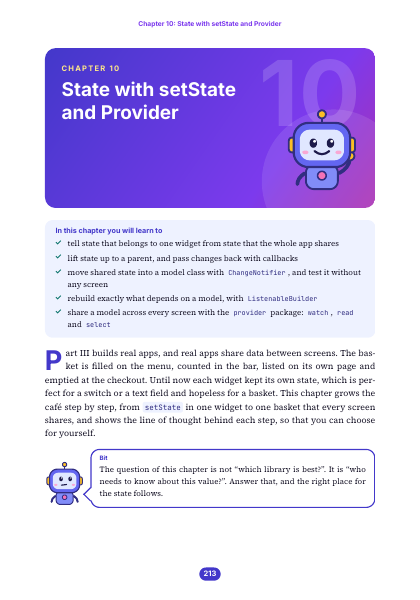 Chapter 10: State with setState and Provider
10
CHAPTER 10
State with setState
and Provider
In this chapter you will learn to
✓ tell state that belongs to one widget from state that the whole app shares
✓ lift state up to a parent, and pass changes back with callbacks
✓ move shared state into a model class with ChangeNotifier , and test it without
any screen
✓ rebuild exactly what depends on a model, with ListenableBuilder
✓ share a model across every screen with the provider package: watch , read
and select
Part III builds real apps, and real apps share data between screens. The bas-
ket is filled on the menu, counted in the bar, listed on its own page and
emptied at the checkout. Until now each widget kept its own state, which is per-
fect for a switch or a text field and hopeless for a basket. This chapter grows the
café step by step, from setState in one widget to one basket that every screen
shares, and shows the line of thought behind each step, so that you can choose
for yourself.
Bit
The question of this chapter is not “which library is best?”. It is “who
needs to know about this value?”. Answer that, and the right place for
the state follows.
213